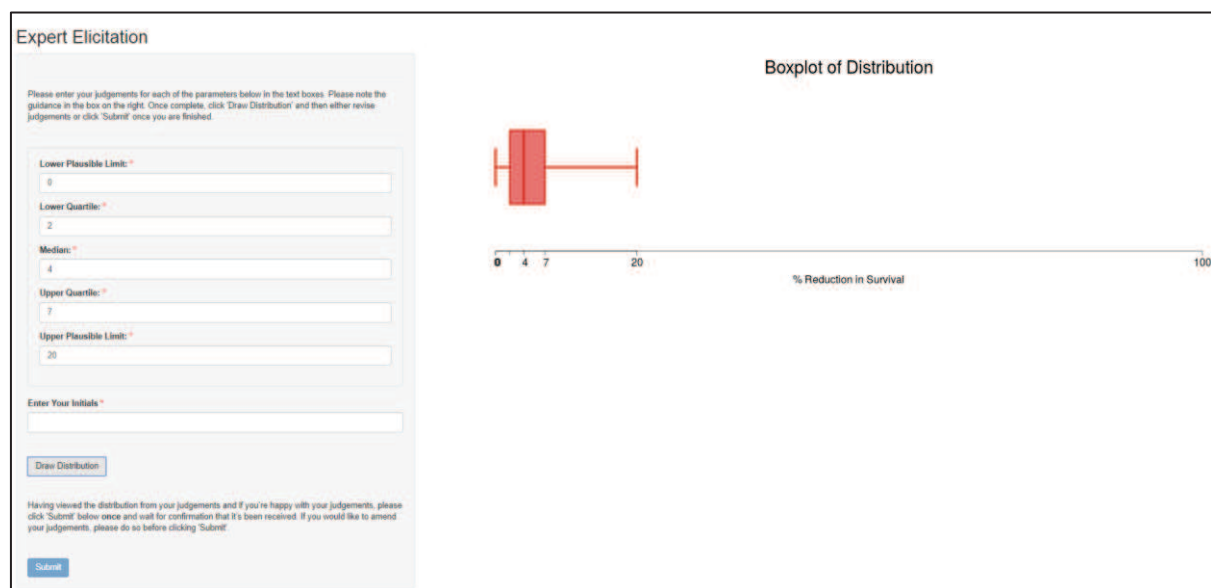 Expert Elicitation
Please enter your judgements for each of the parameters below in the text boxes. Please note the
guidance in the box on the right. Once complete, click 'Draw Distribution' and then either revise
judgements or click 'Submit' once you are finished.
Lower Plausible Limit: *
0
Lower Quartile: *
2
Median: *
4
Upper Quartile: *
7
Upper Plausible Limit: *
20
Enter Your Initials *
Draw Distribution
Having viewed the distribution from your judgements and if you're happy with your judgements, please
click 'Submit' below once and wait for confirmation that it's been received. If you would like to amend
your judgements, please do so before clicking 'Submit'
Submit
Boxplot of Distribution
0 4 7 20 100
% Reduction in Survival